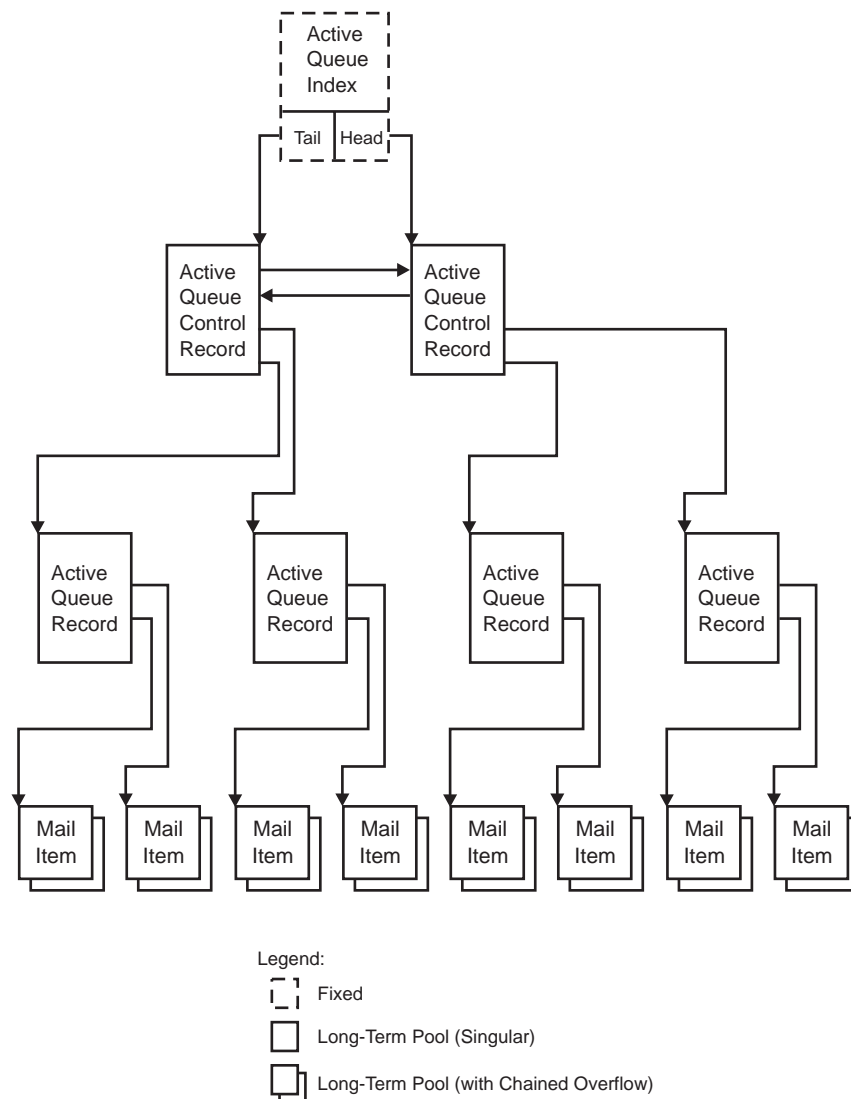 Active
Queue
Index
Tail Head
Active
Queue
Control
Record
Active
Queue
Control
Record
Active
Queue
Record
Active
Queue
Record
Active
Queue
Record
Active
Queue
Record
Mail
Item
Mail
Item
Mail
Item
Mail
Item
Mail
Item
Mail
Item
Mail
Item
Mail
Item
Legend:
Fixed
Long-Term Pool (Singular)
Long-Term Pool (with Chained Overflow)